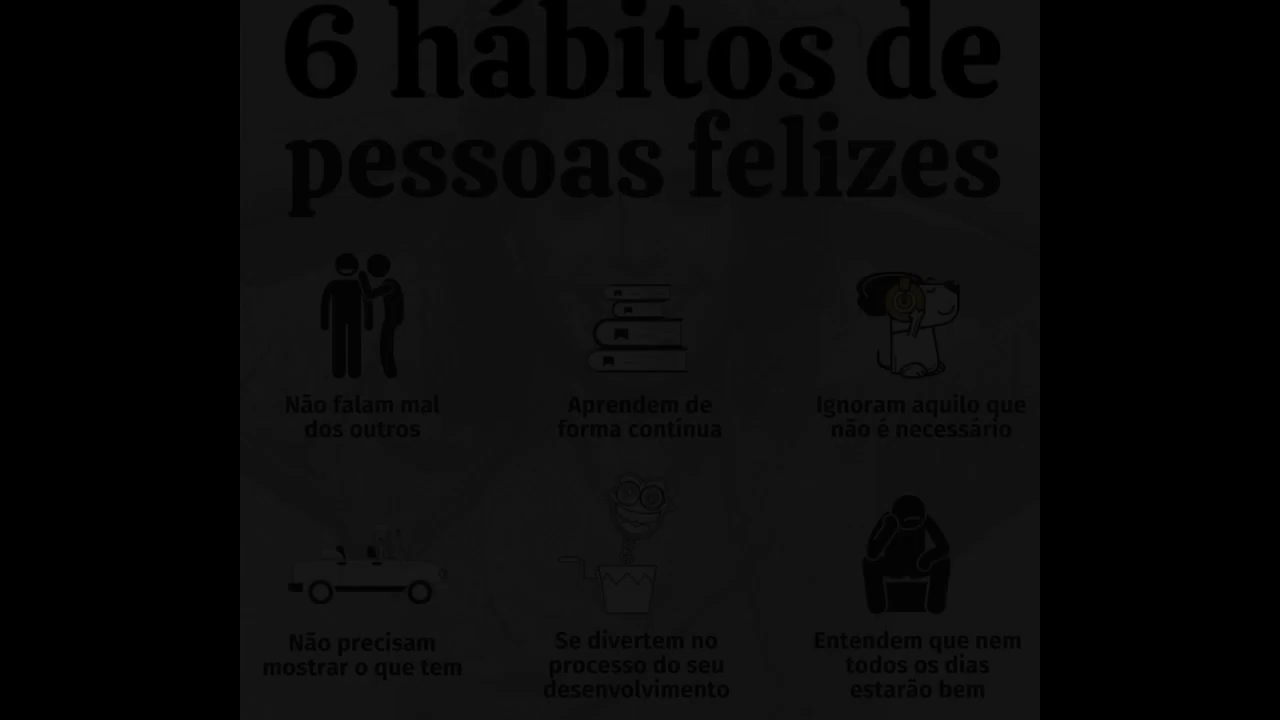 6 hábitos de
pessoas felizes
Não falam mal
dos outros
Aprendem de
forma contínua
Ignoram aquilo que
não é necessário
Não precisam
mostrar o que tem
Se divertem no
processo do seu
desenvolvimento
Entendem que nem
todos os dias
estarão bem